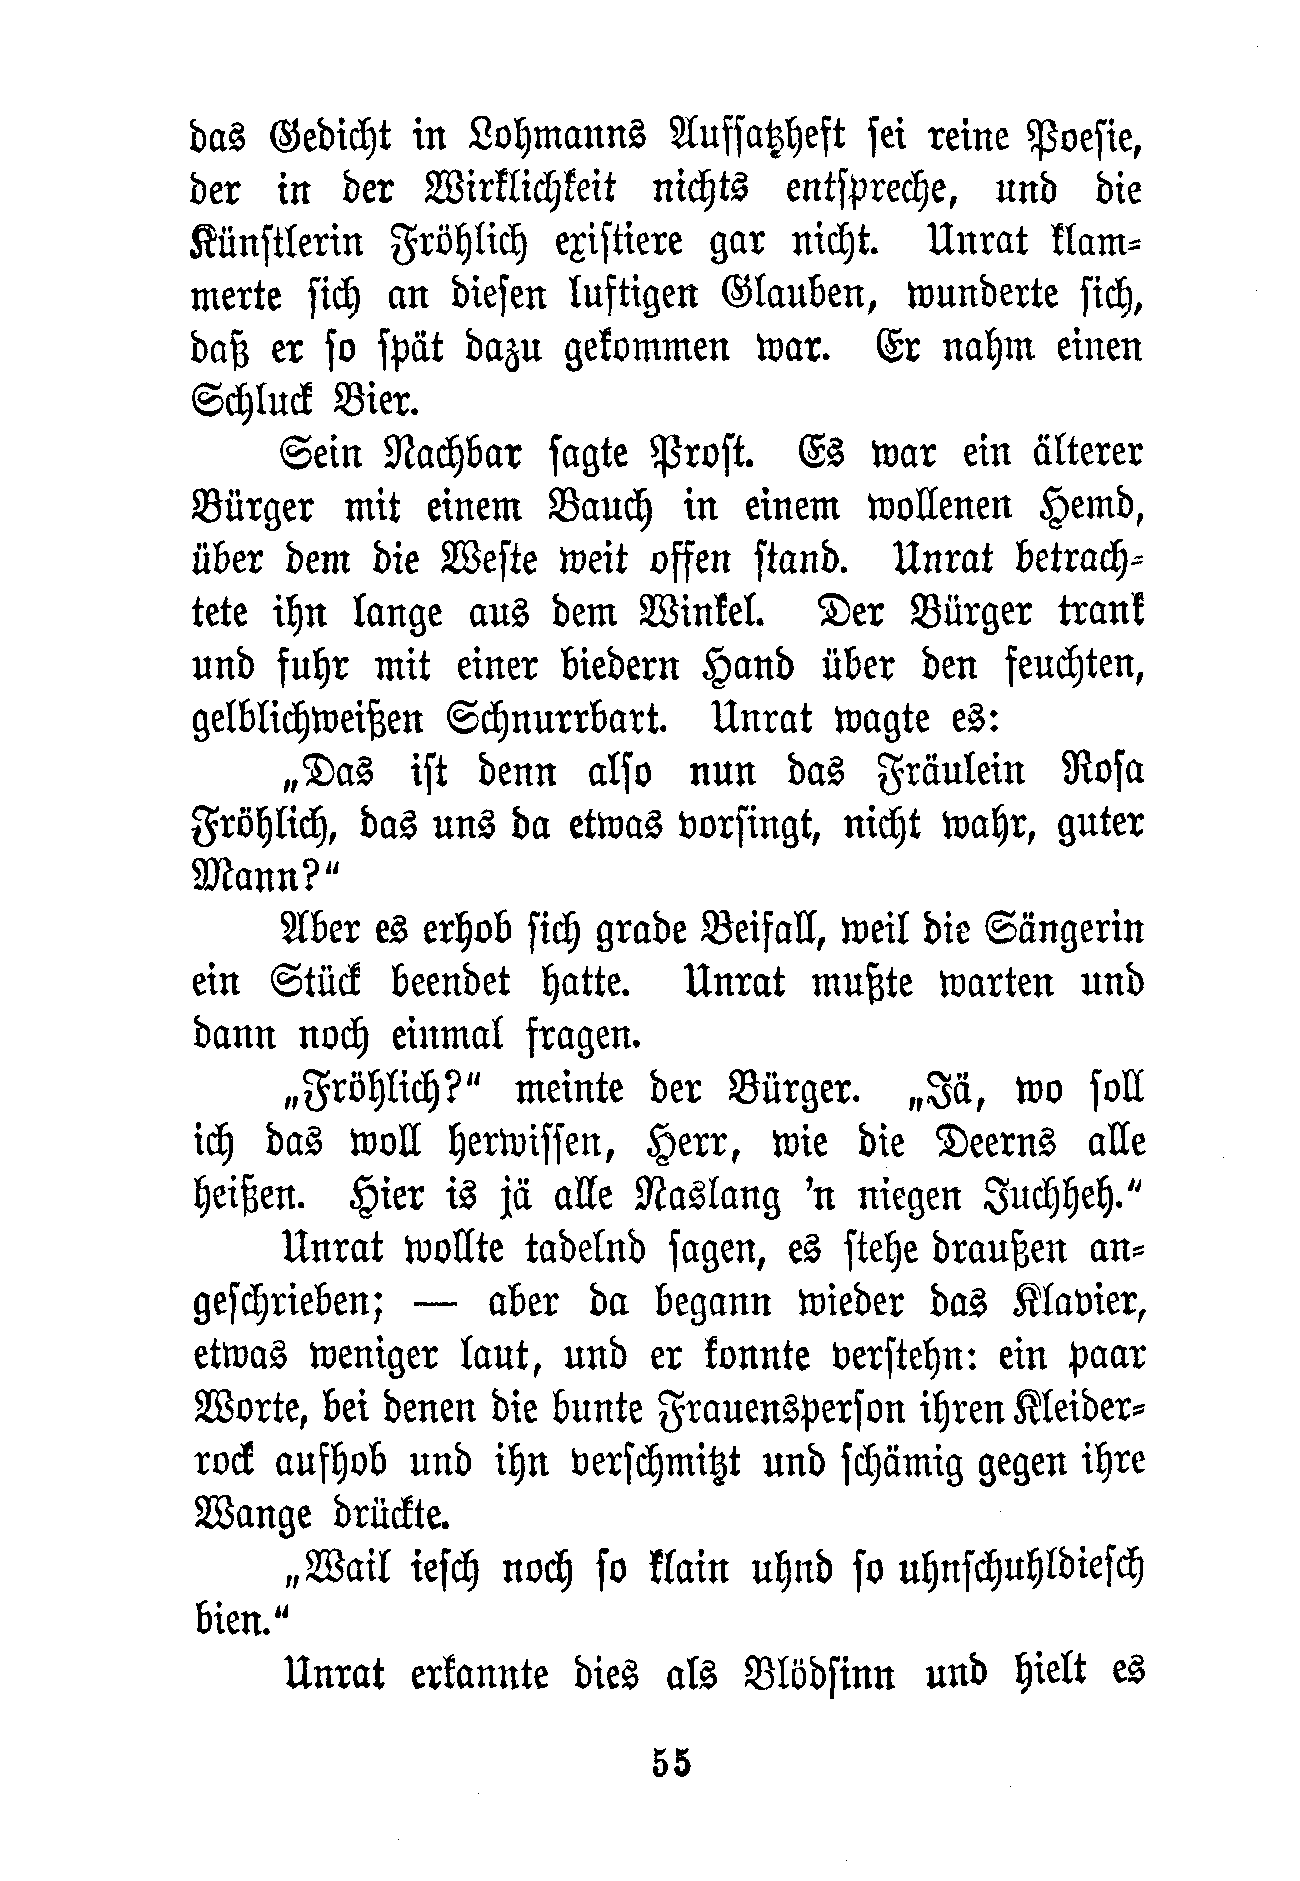 das Gedicht in Lohmanns Aufsatzheft sei reine Poesie,
der in der Wirklichkeit nichts entspreche, und die
Künstlerin Fröhlich existiere gar nicht. Unrat klam-
merte sich an diesen luftigen Glauben, wunderte sich,
daß er so spät dazu gekommen war. Er nahm einen
Schluck Bier.
Sein Nachbar sagte Prost. Es war ein älterer
Bürger mit einem Bauch in einem wollenen Hemd,
über dem die Weste weit offen stand. Unrat betrach-
tete ihn lange aus dem Winkel. Der Bürger trank
und fuhr mit einer biedern Hand über den feuchten,
gelblichweißen Schnurrbart. Unrat wagte es:
„Das ist denn also nun das Fräulein Rosa
Fröhlich, das uns da etwas vorsingt, nicht wahr, guter
Mann?“
Aber es erhob sich grade Beifall, weil die Sängerin
ein Stück beendet hatte. Unrat mußte warten und
dann noch einmal fragen.
„Fröhlich?“ meinte der Bürger. „Jä, wo soll
ich das woll herwissen, Herr, wie die Deerns alle
heißen. Hier is jä alle Naslang 'n niegen Juchheh.“
Unrat wollte tadelnd sagen, es stehe draußen an-
geschrieben; — aber da begann wieder das Klavier,
etwas weniger laut, und er konnte verstehn: ein paar
Worte, bei denen die bunte Frauensperson ihren Kleider-
rock aufhob und ihn verschmitzt und schämig gegen ihre
Wange drückte.
„Wail iesch noch so klain uhnd so uhnschuhldiesch
bien.“
Unrat erkannte dies als Blödsinn und hielt es
55